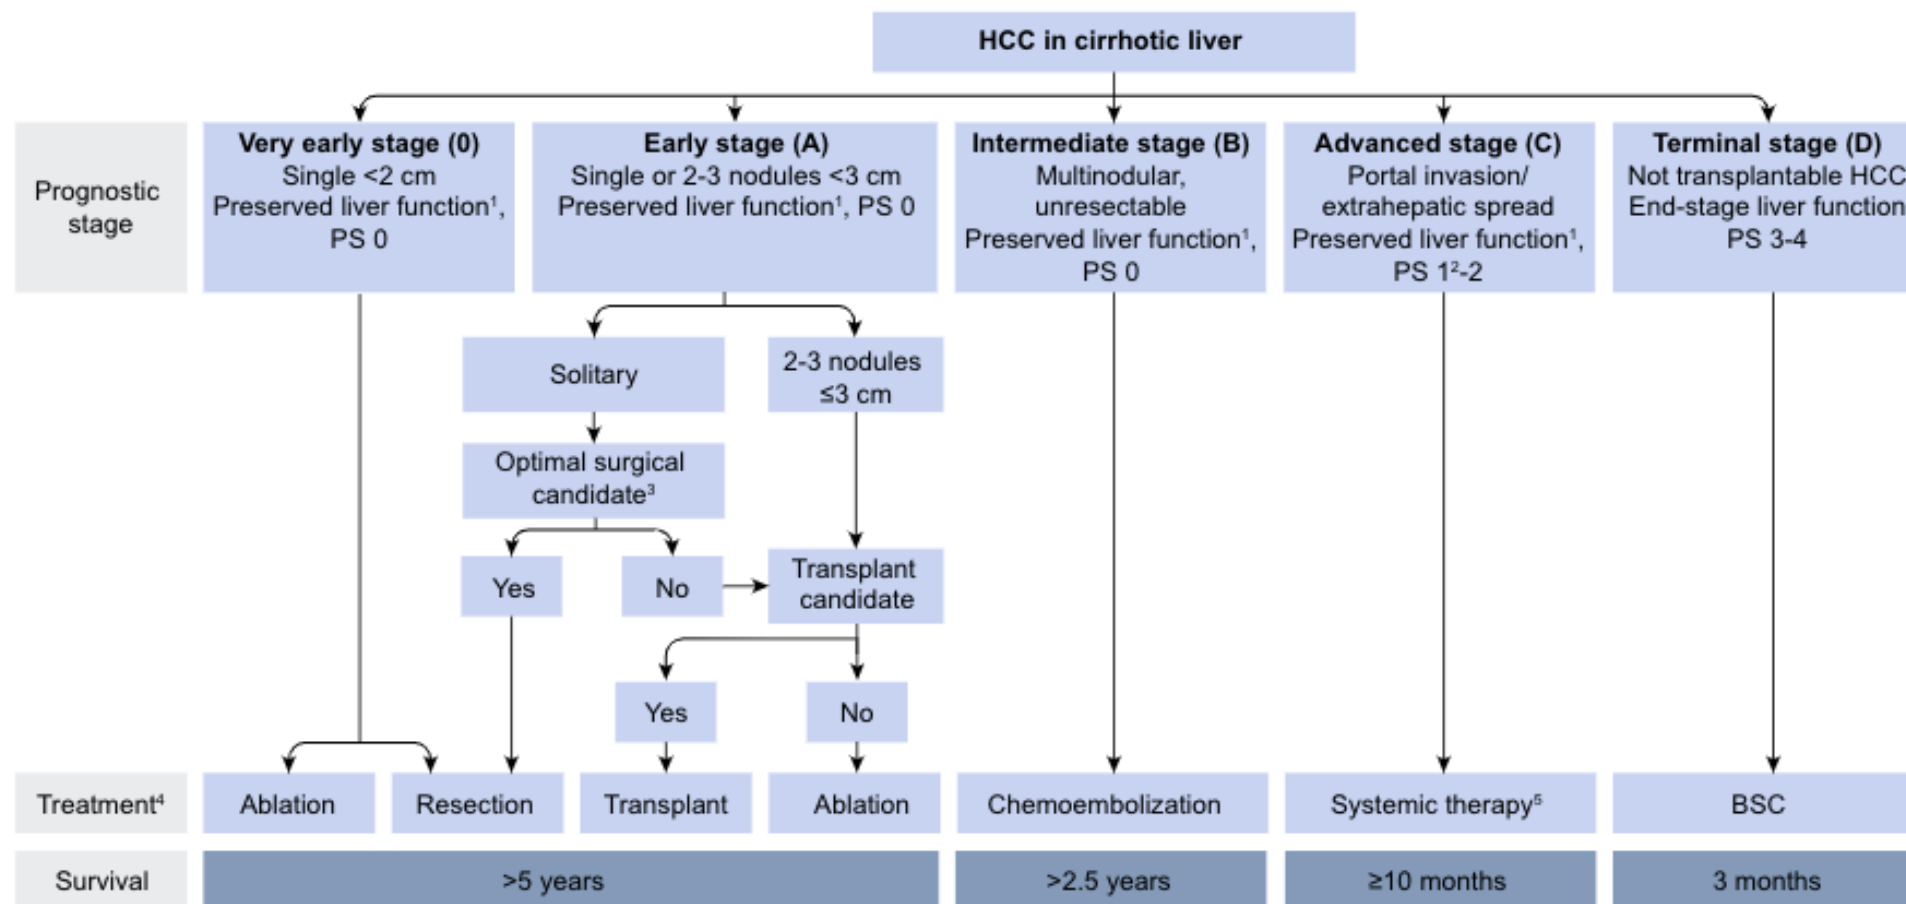 HCC in cirrhotic liver
Prognostic
stage
Very early stage (0)
Single <2 cm
Preserved liver function¹,
PS 0
Early stage (A)
Single or 2-3 nodules <3 cm
Preserved liver function¹, PS 0
Intermediate stage (B)
Multinodular,
unresectable
Preserved liver function¹,
PS 0
Advanced stage (C)
Portal invasion/
extrahepatic spread
Preserved liver function¹,
PS 1²-2
Terminal stage (D)
Not transplantable HCC
End-stage liver function
PS 3-4
Solitary
2-3 nodules
≤3 cm
Optimal surgical
candidate³
Yes
No
Transplant
candidate
Yes
No
Treatment⁴
Ablation
Resection
Transplant
Ablation
Chemoembolization
Systemic therapy⁵
BSC
Survival
>5 years
>2.5 years
≥10 months
3 months